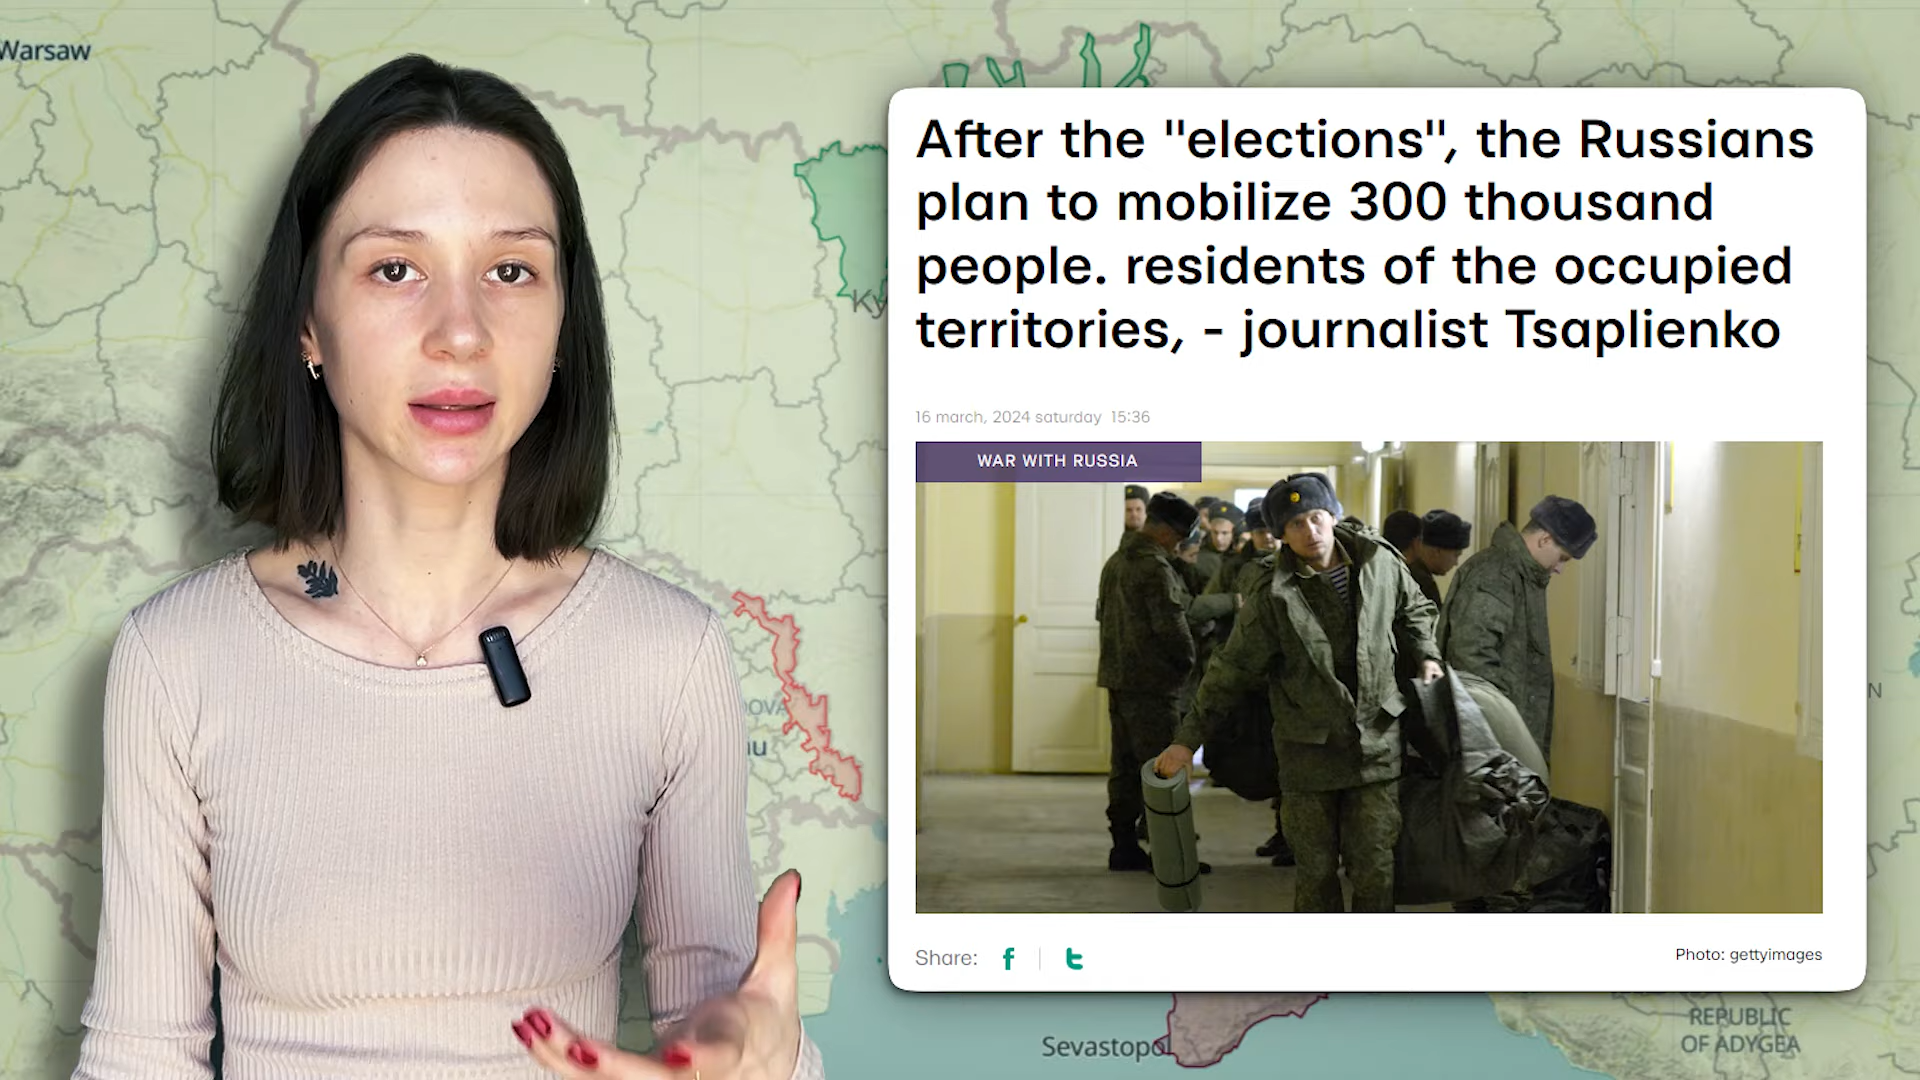 Warsaw
After the "elections", the Russians
plan to mobilize 300 thousand
people. residents of the occupied
territories, - journalist Tsaplienko
16 march, 2024 saturday 15:36
WAR WITH RUSSIA
Share:
Photo: gettyimages
Sevastopol
REPUBLIC
OF ADYGEA